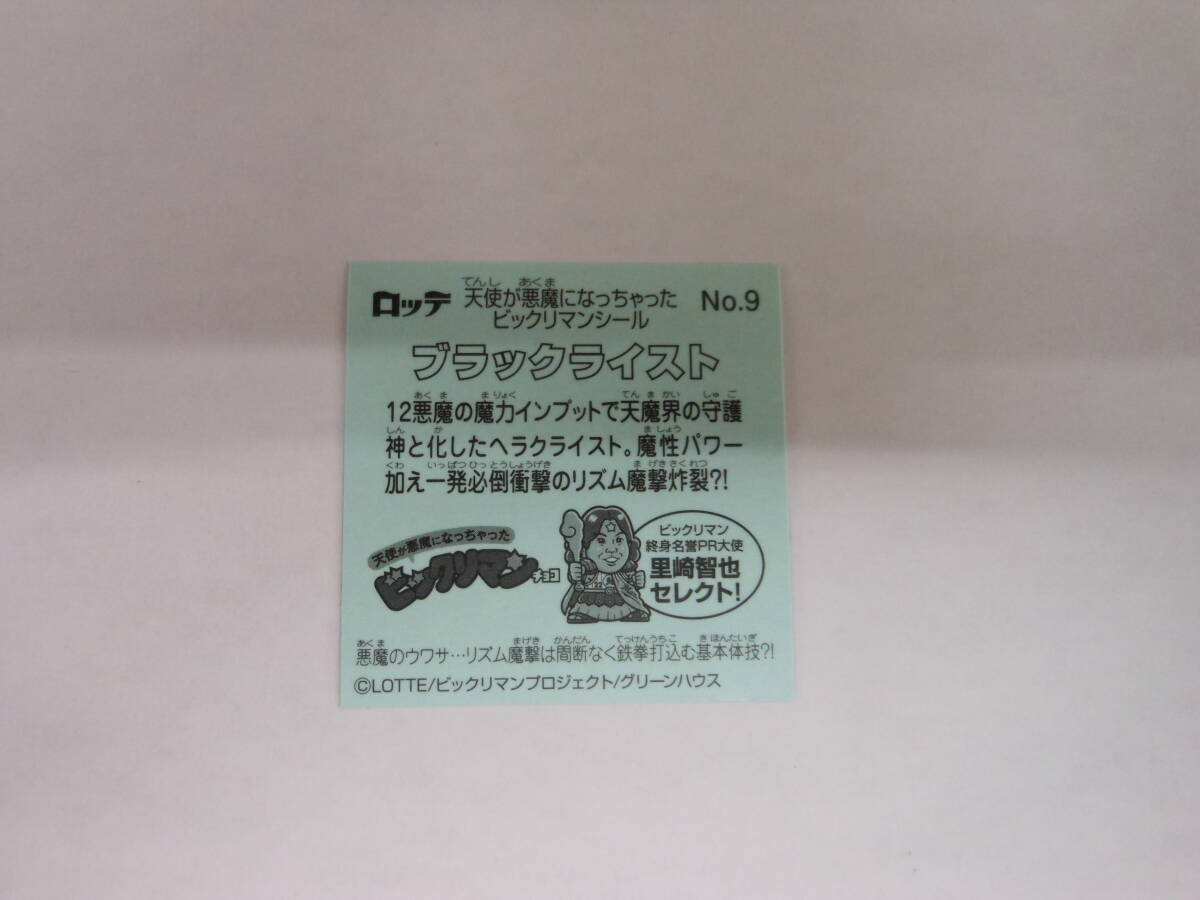 ロッテ 天使が悪魔になっちゃった No.9
てんし あくま
ビックリマンシール
ブラックライスト
あくま まりょく てんまかい しゅご
12悪魔の魔力インプットで天魔界の守護
しん か ましょう
神と化したヘラクライスト。魔性パワー
くわ いっぱつひっとうしょうげき まげきさくれつ
加え一発必倒衝撃のリズム魔撃炸裂?!
天使が悪魔になっちゃった
ビックリマンチョコ
ビックリマン
終身名誉PR大使
里崎智也
セレクト!
あくま まげき かんだん てっけんうちこ きほんたいぎ
悪魔のウワサ…リズム魔撃は間断なく鉄拳打込む基本体技?!
©LOTTE/ビックリマンプロジェクト/グリーンハウス